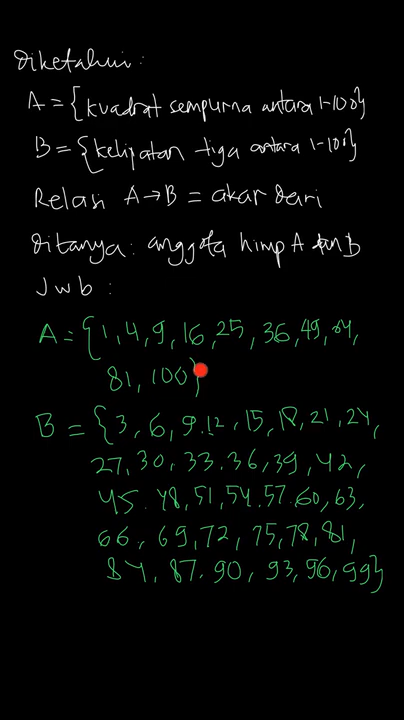 Diketahui:
A = {kuadrat sempurna antara 1-100}
B = {kelipatan tiga antara 1-100}
Relasi A→B = akar dari
Ditanya: anggota himp A dan B
Jwb:
A = {1, 4, 9, 16, 25, 36, 49, 64,
81, 100}
B = {3, 6, 9, 12, 15, 18, 21, 24,
27, 30, 33, 36, 39, 42,
45, 48, 51, 54, 57, 60, 63,
66, 69, 72, 75, 78, 81,
84, 87, 90, 93, 96, 99}